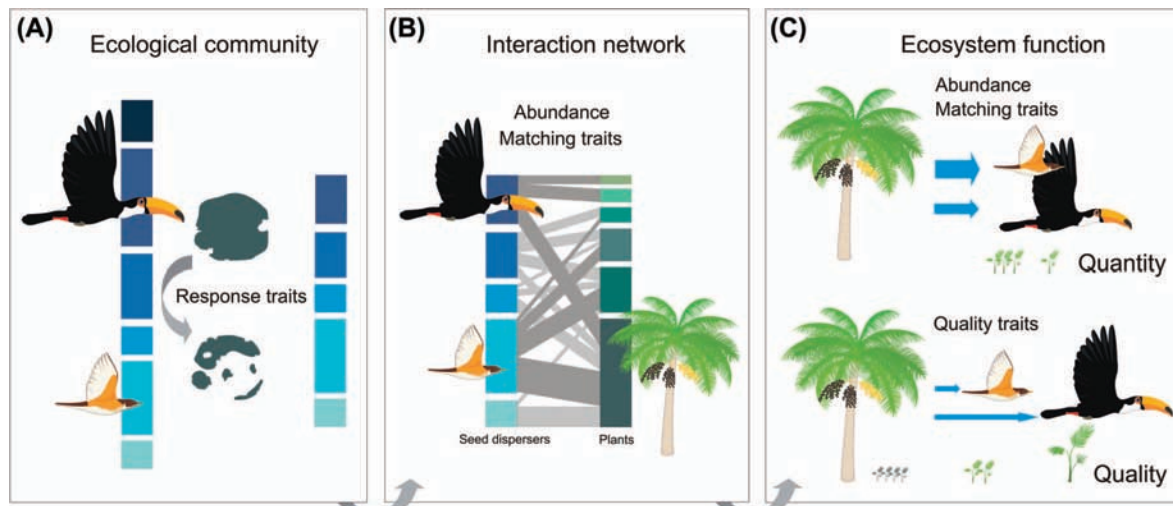 (A)
Ecological community
Response traits
(B)
Interaction network
Abundance
Matching traits
Seed dispersers
Plants
(C)
Ecosystem function
Abundance
Matching traits
Quantity
Quality traits
Quality